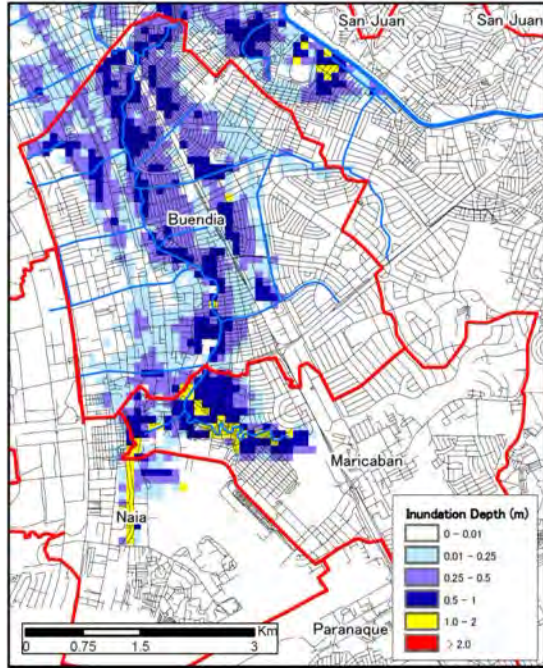 San Juan
San Juan
Buendia
Maricaban
Naia
Paranaque
Inundation Depth (m)
0 - 0.01
0.01 - 0.25
0.25 - 0.5
0.5 - 1
1.0 - 2
> 2.0
Km
0 0.75 1.5 3